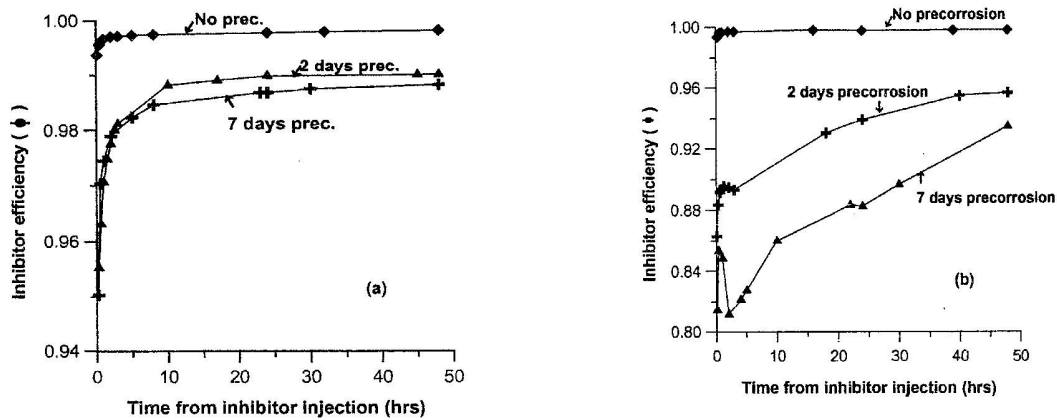 Inhibitor efficiency (ϕ)
1.00
0.98
0.96
0.94
No prec.
2 days prec.
7 days prec.
(a)
0 10 20 30 40 50
Time from inhibitor injection (hrs)
Inhibitor efficiency (ϕ)
1.00
0.96
0.92
0.88
0.84
0.80
No precorrosion
2 days precorrosion
7 days precorrosion
(b)
0 10 20 30 40 50
Time from inhibitor injection (hrs)